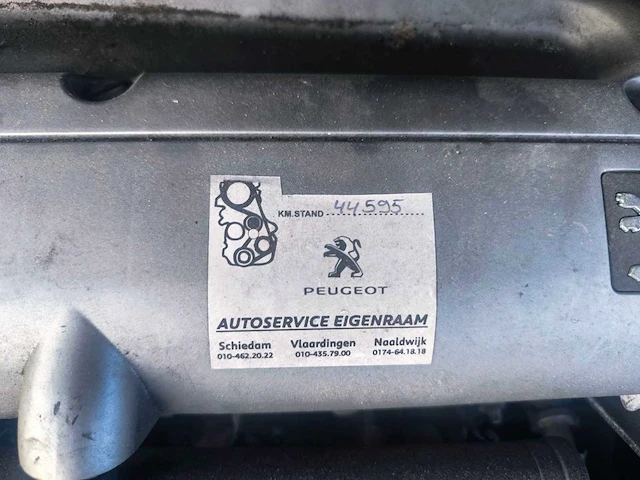 KM.STAND 44595
PEUGEOT
AUTOSERVICE EIGENRAAM
Schiedam Vlaardingen Naaldwijk
010-462.20.22 010-435.79.00 0174-64.18.18